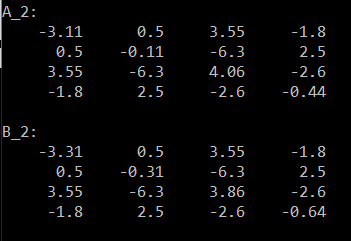 A_2:
-3.11 0.5 3.55 -1.8
0.5 -0.11 -6.3 2.5
3.55 -6.3 4.06 -2.6
-1.8 2.5 -2.6 -0.44
B_2:
-3.31 0.5 3.55 -1.8
0.5 -0.31 -6.3 2.5
3.55 -6.3 3.86 -2.6
-1.8 2.5 -2.6 -0.64